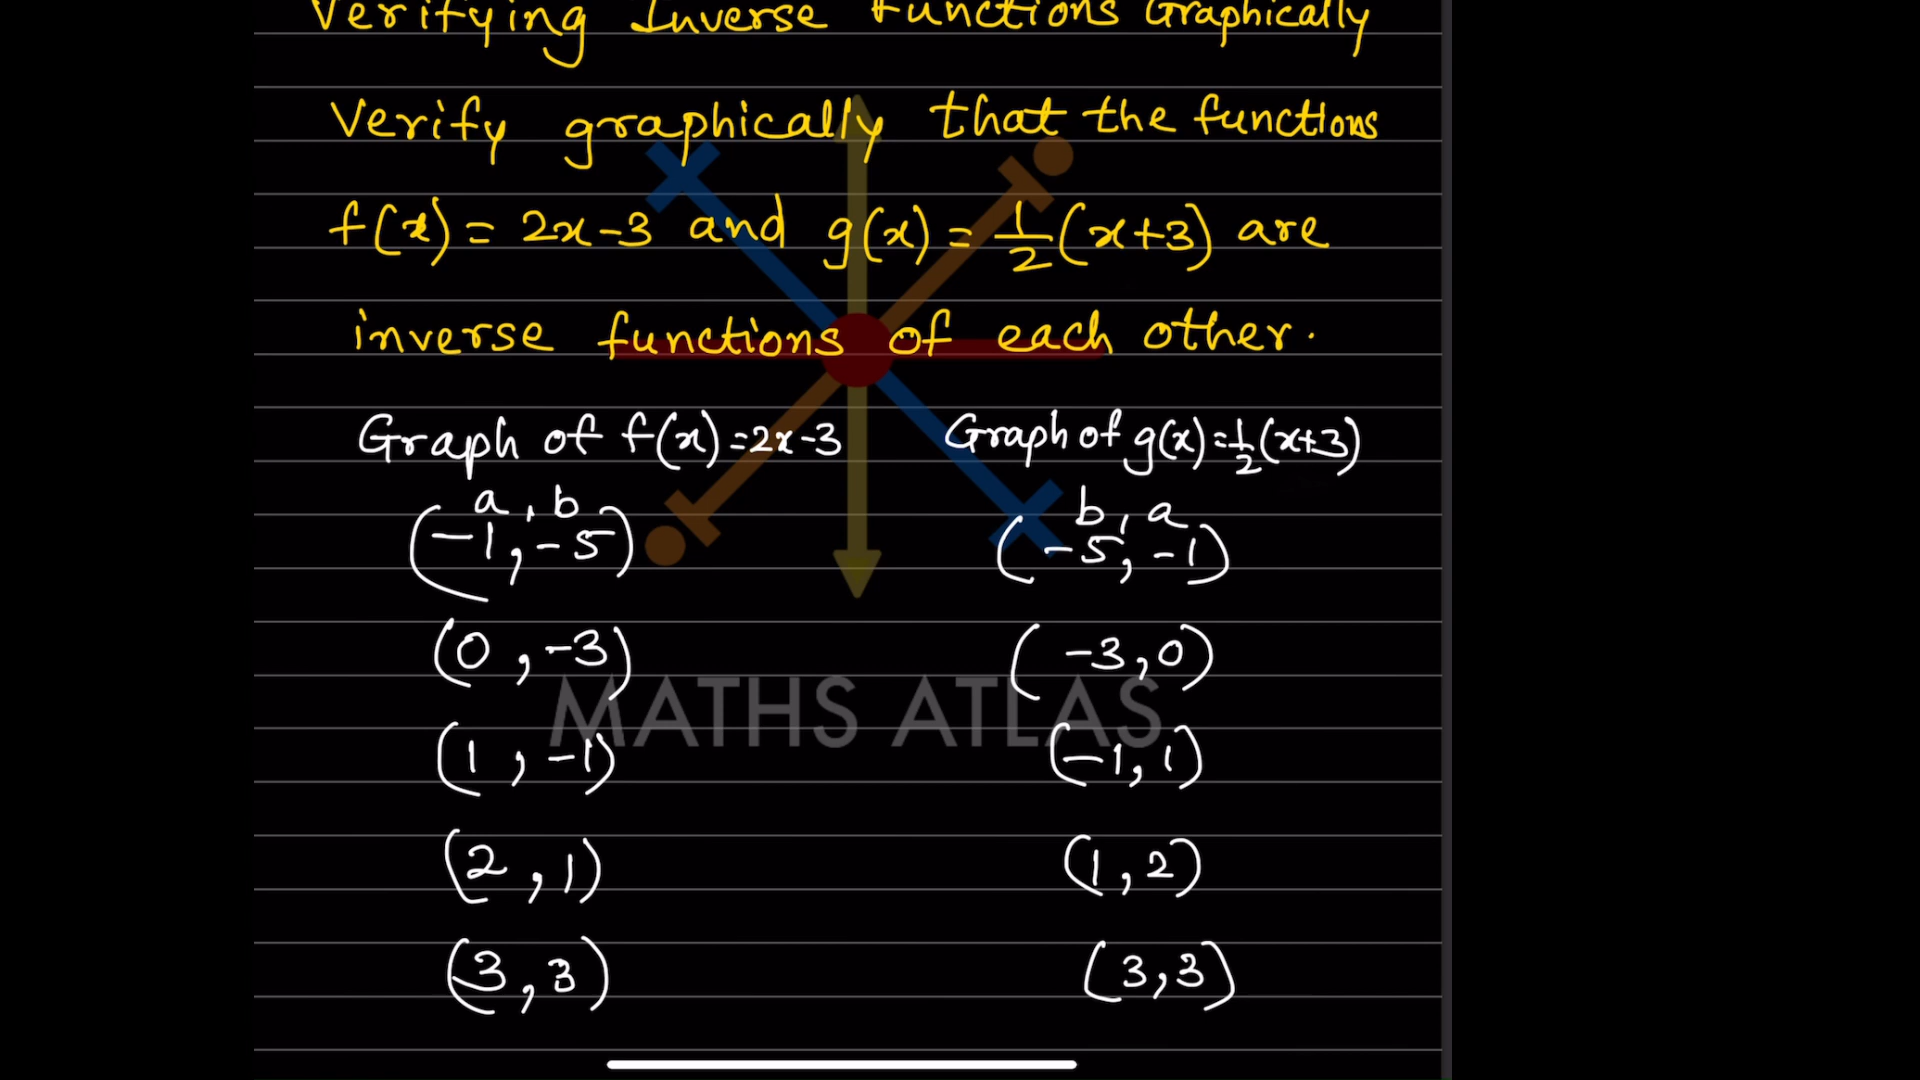 Verifying Inverse Functions Graphically
Verify graphically that the functions
f(x) = 2x-3 and g(x) = 1/2 (x+3) are
inverse functions of each other.
Graph of f(x) = 2x-3 Graph of g(x) = 1/2 (x+3)
a, b b, a
(-1, -5) (-5, -1)
(0, -3) (-3, 0)
MATHS ATLAS
(1, -1) (-1, 1)
(2, 1) (1, 2)
(3, 3) (3, 3)